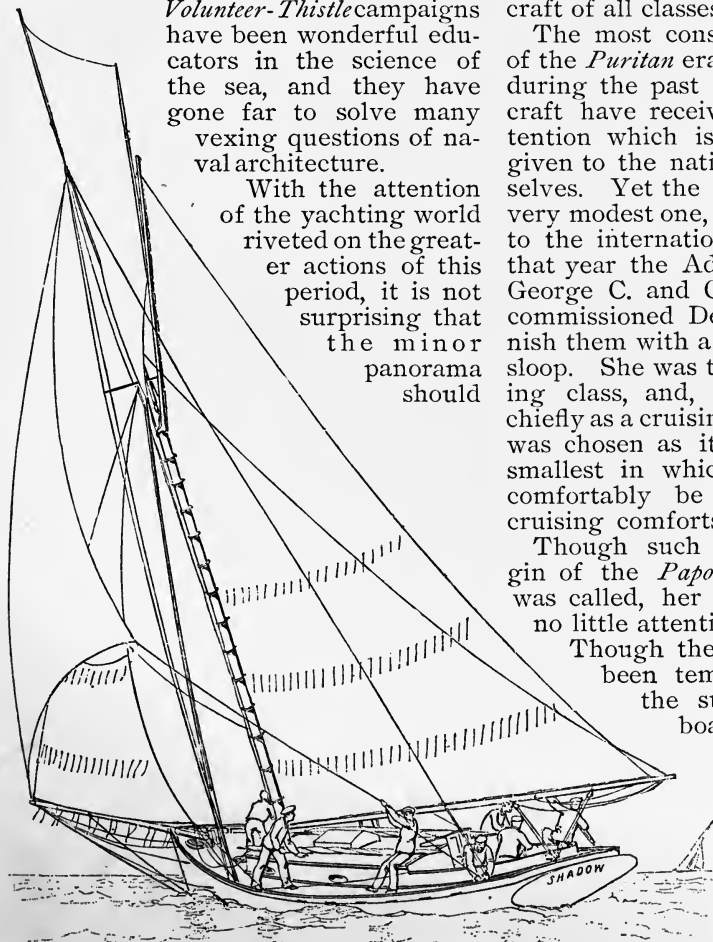 Volunteer-Thistle campaigns
have been wonderful edu-
cators in the science of
the sea, and they have
gone far to solve many
vexing questions of na-
val architecture.
With the attention
of the yachting world
riveted on the great-
er actions of this
period, it is not
surprising that
the minor
panorama
should
craft of all classes
The most cons
of the Puritan era
during the past
craft have receiv
tention which is
given to the nati
selves. Yet the
very modest one,
to the internatio
that year the Ad
George C. and C
commissioned De
nish them with a
sloop. She was t
ing class, and,
chiefly as a cruisin
was chosen as it
smallest in whic
comfortably be
cruising comforts
Though such
gin of the Papo
was called, her
no little attenti
Though the
been tem
the st
boa
SHADOW